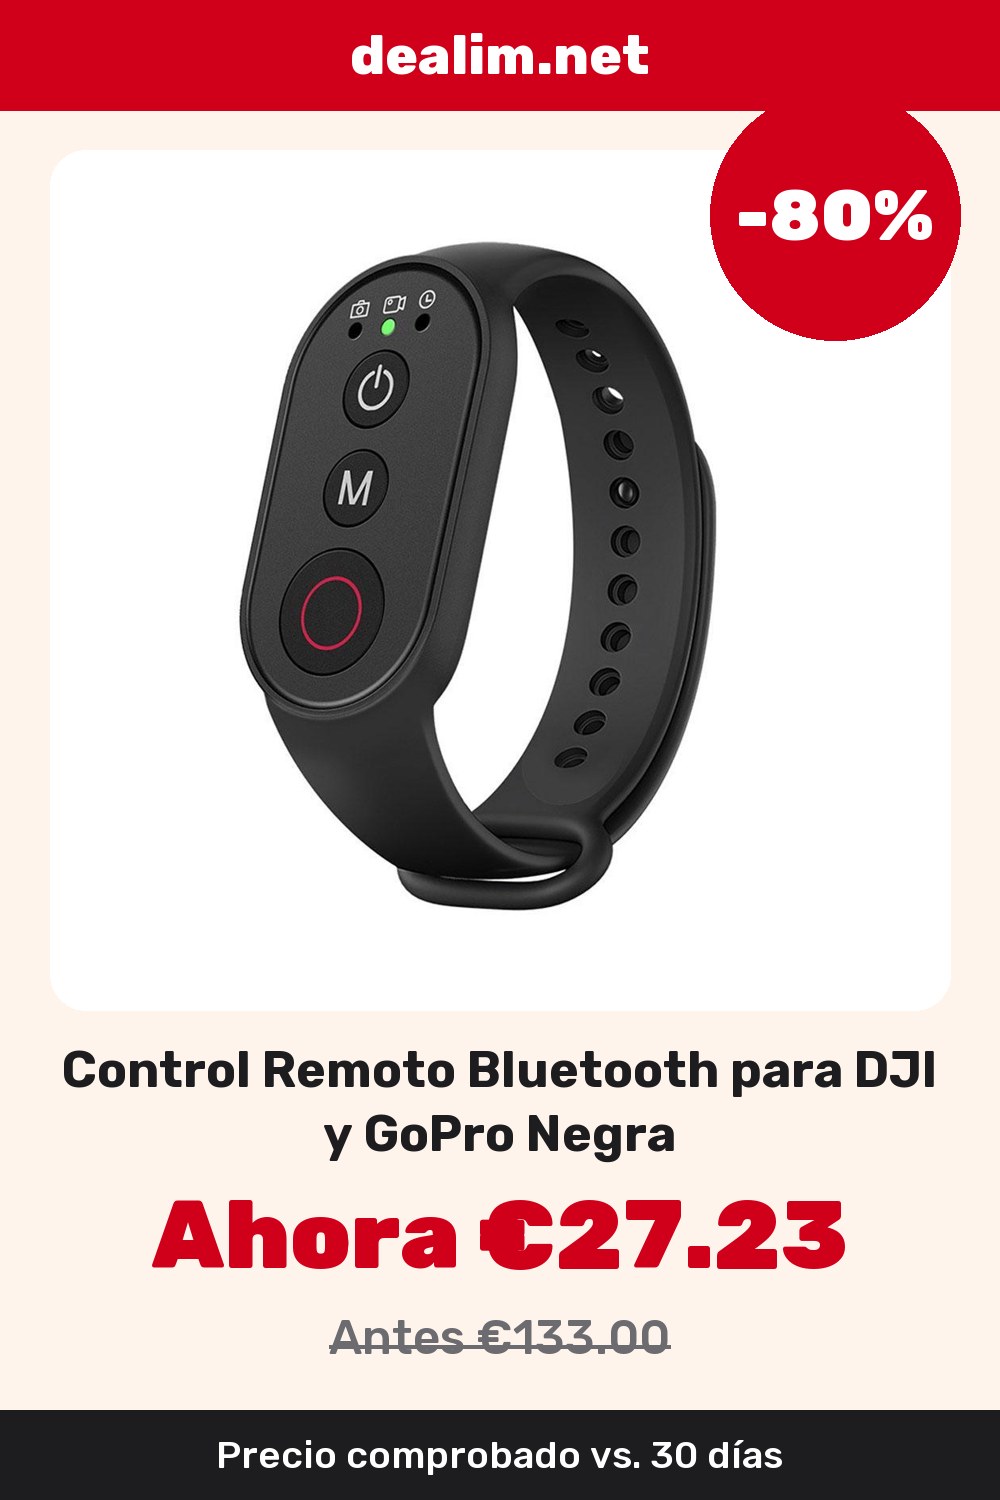 dealim.net
-80%
M
Control Remoto Bluetooth para DJI
y GoPro Negra
Ahora €27.23
Antes €133.00
Precio comprobado vs. 30 días